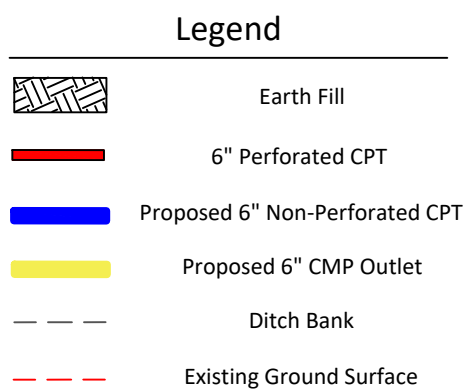 Legend
Earth Fill
6" Perforated CPT
Proposed 6" Non-Perforated CPT
Proposed 6" CMP Outlet
Ditch Bank
Existing Ground Surface